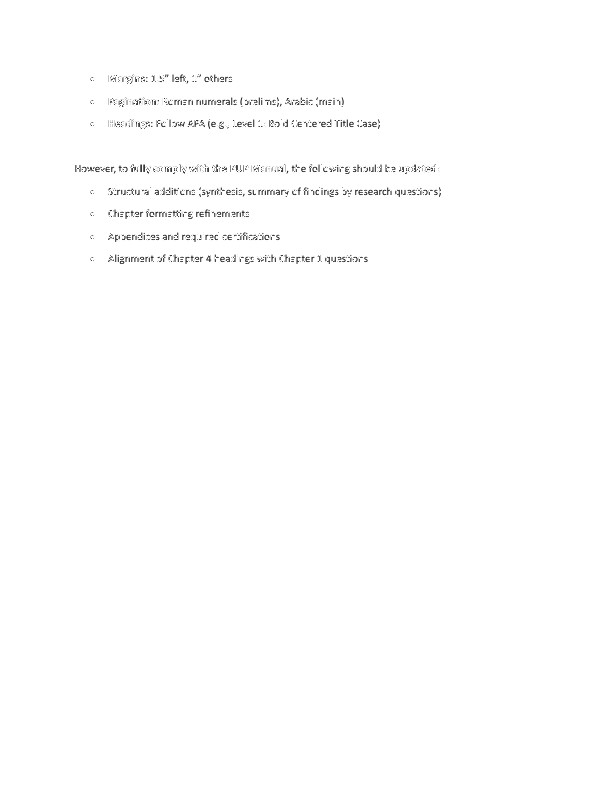 ○ Margins: 1.5" left, 1" others
○ Pagination: Roman numerals (prelims), Arabic (main)
○ Headings: Follow APA (e.g., Level 1: Bold Centered Title Case)
However, to fully comply with the Manual, the following should be updated:
○ Structural additions (synthesis, summary of findings by research questions)
○ Chapter formatting refinements
○ Appendices and required certifications
○ Alignment of Chapter 4 headings with Chapter 1 questions